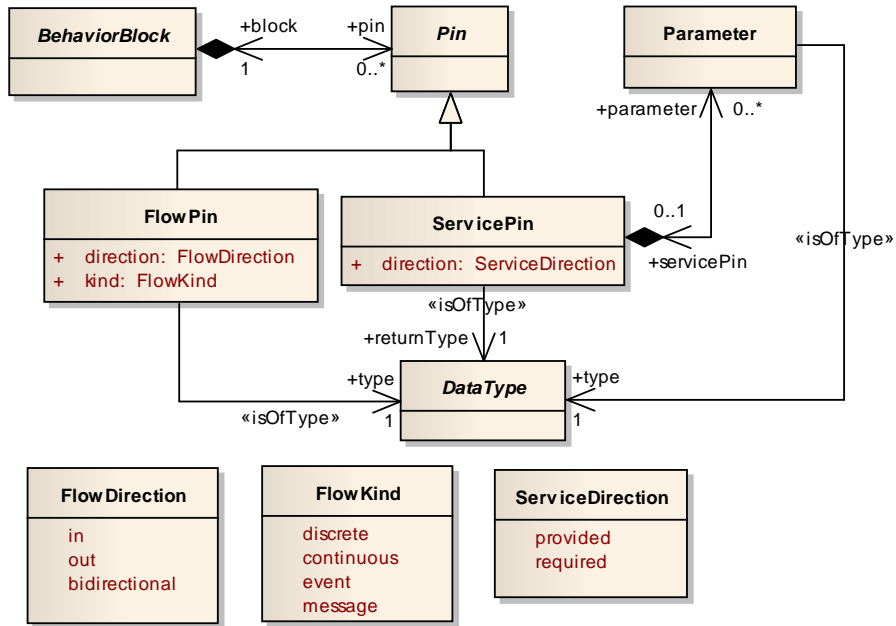 BehaviorBlock
+block
1
+pin
0..*
Pin
Parameter
+parameter
0..*
FlowPin
+ direction: FlowDirection
+ kind: FlowKind
ServicePin
+ direction: ServiceDirection
0..1
+servicePin
«isOfType»
«isOfType»
+returnType
1
+type
1
«isOfType»
DataType
+type
1
FlowDirection
in
out
bidirectional
FlowKind
discrete
continuous
event
message
ServiceDirection
provided
required